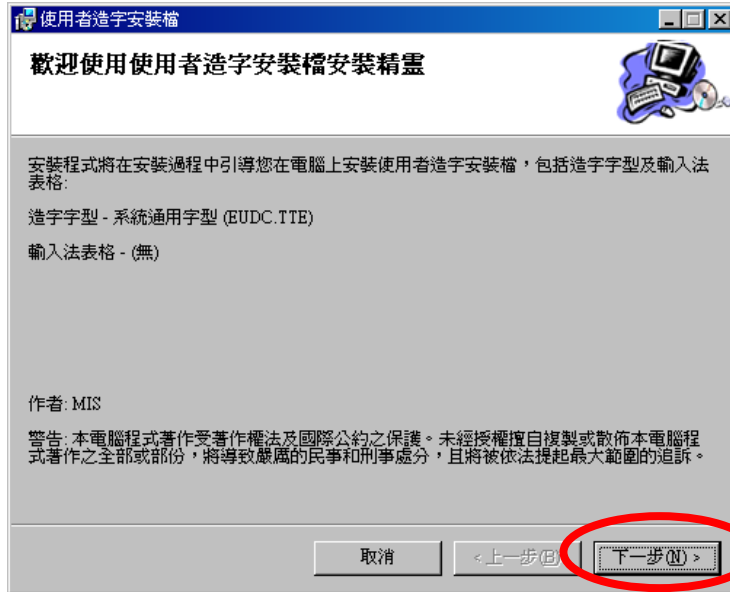 使用者造字安裝檔
歡迎使用使用者造字安裝檔安裝精靈
安裝程式將在安裝過程中引導您在電腦上安裝使用者造字安裝檔，包括造字字型及輸入法
表格:
造字字型 - 系統通用字型 (EUDC.TTE)
輸入法表格 - (無)
作者: MIS
警告: 本電腦程式著作受著作權法及國際公約之保護。未經授權擅自複製或散佈本電腦程
式著作之全部或部份，將導致嚴厲的民事和刑事處分，且將被依法提起最大範圍的追訴。
取消 <上一步(B) 下一步(N) >